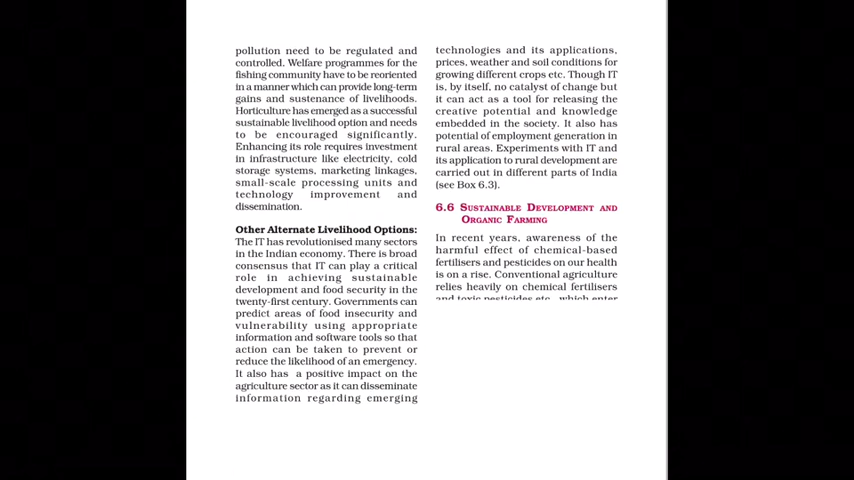 pollution need to be regulated and
controlled. Welfare programmes for the
fishing community have to be reoriented
in a manner which can provide long-term
gains and sustenance of livelihoods.
Horticulture has emerged as a successful
sustainable livelihood option and needs
to be encouraged significantly.
Enhancing its role requires investment
in infrastructure like electricity, cold
storage systems, marketing linkages,
small-scale processing units and
technology improvement and
dissemination.
Other Alternate Livelihood Options:
The IT has revolutionised many sectors
in the Indian economy. There is broad
consensus that IT can play a critical
role in achieving sustainable
development and food security in the
twenty-first century. Governments can
predict areas of food insecurity and
vulnerability using appropriate
information and software tools so that
action can be taken to prevent or
reduce the likelihood of an emergency.
It also has a positive impact on the
agriculture sector as it can disseminate
information regarding emerging
technologies and its applications,
prices, weather and soil conditions for
growing different crops etc. Though IT
is, by itself, no catalyst of change but
it can act as a tool for releasing the
creative potential and knowledge
embedded in the society. It also has
potential of employment generation in
rural areas. Experiments with IT and
its application to rural development are
carried out in different parts of India
(see Box 6.3).
6.6 SUSTAINABLE DEVELOPMENT AND
ORGANIC FARMING
In recent years, awareness of the
harmful effect of chemical-based
fertilisers and pesticides on our health
is on a rise. Conventional agriculture
relies heavily on chemical fertilisers
and toxic pesticides etc., which enter